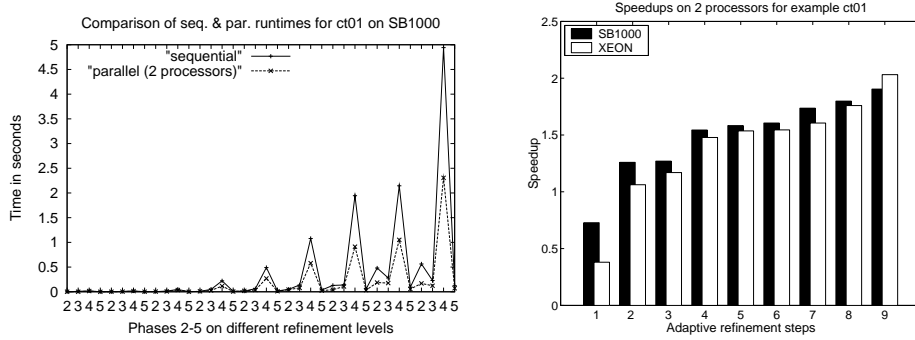 Comparison of seq. & par. runtimes for ct01 on SB1000
5
4.5
4
3.5
3
2.5
2
1.5
1
0.5
0
Time in seconds
"sequential"
"parallel (2 processors)"
2 3 4 5 2 3 4 5 2 3 4 5 2 3 4 5 2 3 4 5 2 3 4 5 2 3 4 5 2 3 4 5 2 3 4 5
Phases 2-5 on different refinement levels
Speedups on 2 processors for example ct01
2.5
2
1.5
1
0.5
0
Speedup
SB1000
XEON
1 2 3 4 5 6 7 8 9
Adaptive refinement steps